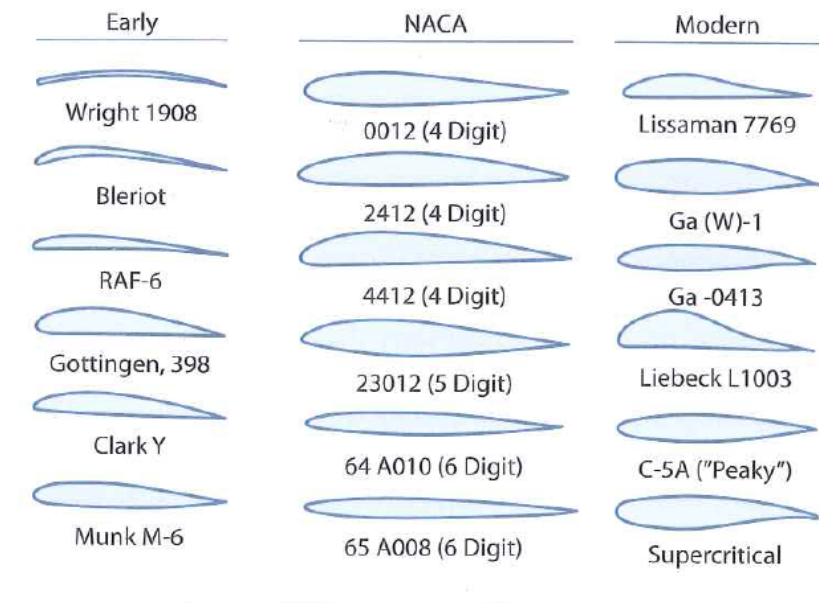 Early
Wright 1908
Bleriot
RAF-6
Gottingen, 398
Clark Y
Munk M-6
NACA
0012 (4 Digit)
2412 (4 Digit)
4412 (4 Digit)
23012 (5 Digit)
64 A010 (6 Digit)
65 A008 (6 Digit)
Modern
Lissaman 7769
Ga (W)-1
Ga -0413
Liebeck L1003
C-5A ("Peaky")
Supercritical